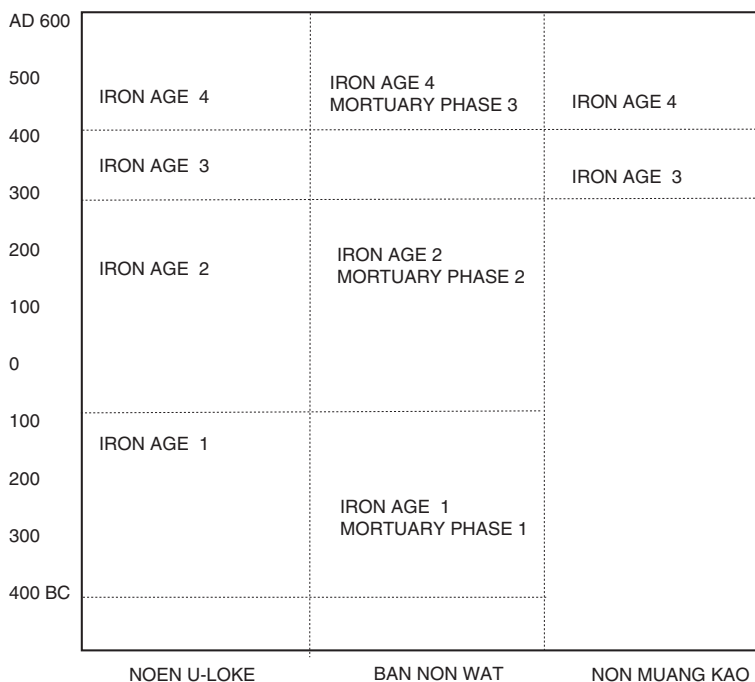 AD 600
500
400
300
200
100
0
100
200
300
400 BC
IRON AGE 4
IRON AGE 3
IRON AGE 2
IRON AGE 1
IRON AGE 4
MORTUARY PHASE 3
IRON AGE 2
MORTUARY PHASE 2
IRON AGE 1
MORTUARY PHASE 1
IRON AGE 4
IRON AGE 3
NOEN U-LOKE
BAN NON WAT
NON MUANG KAO